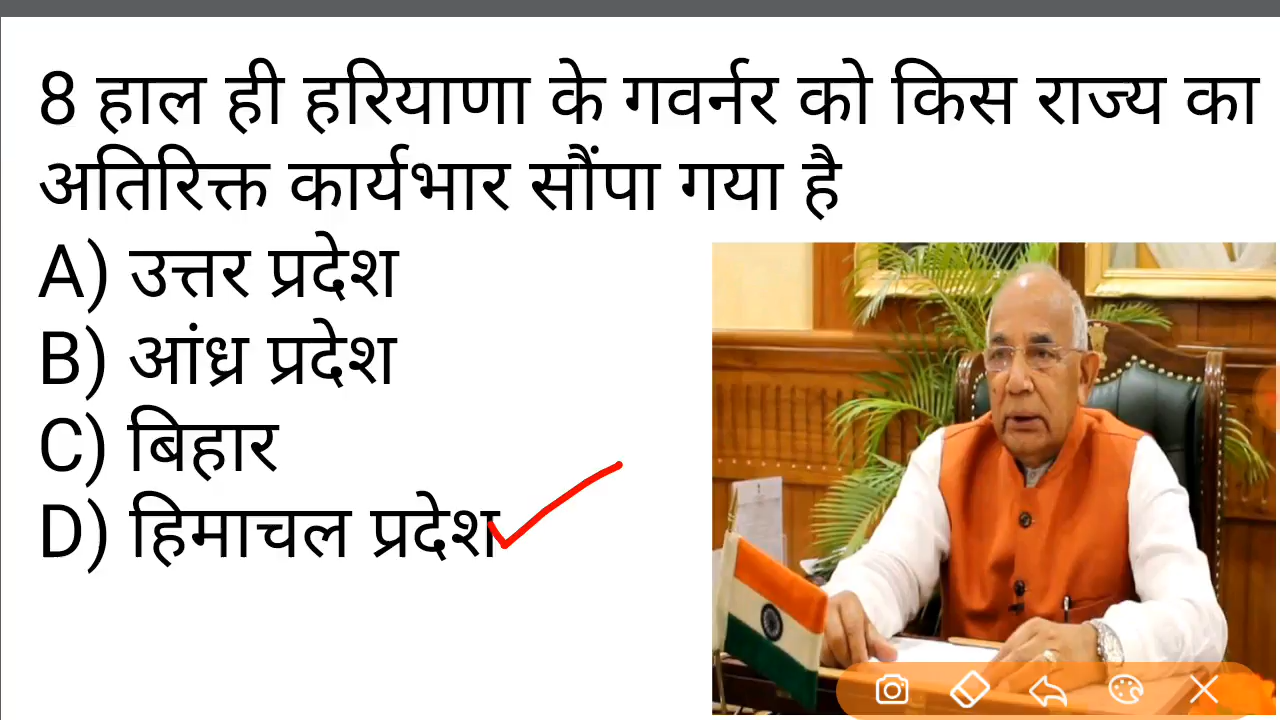 8 हाल ही हरियाणा के गवर्नर को किस राज्य का
अतिरिक्त कार्यभार सौंपा गया है
A) उत्तर प्रदेश
B) आंध्र प्रदेश
C) बिहार
D) हिमाचल प्रदेश